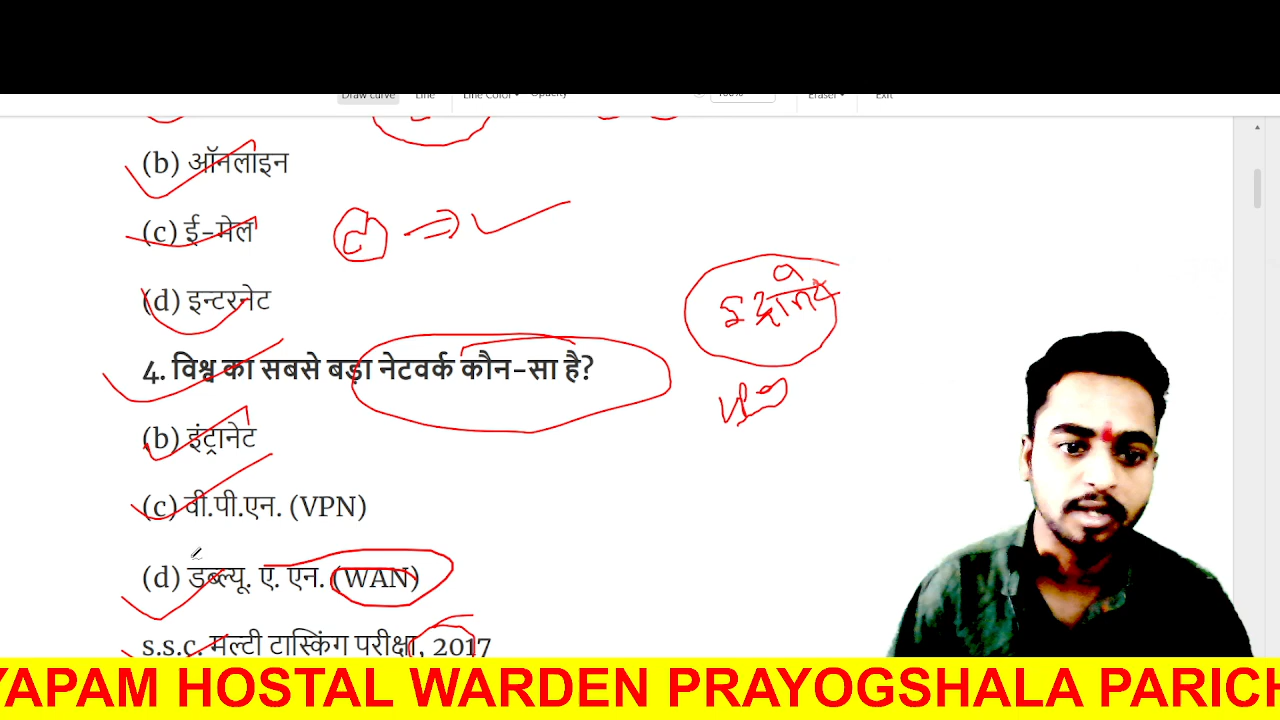 (b) ऑनलाइन
(c) ई-मेल
d
(d) इन्टरनेट
4. विश्व का सबसे बड़ा नेटवर्क कौन-सा है?
(b) इंट्रानेट
(c) वी.पी.एन. (VPN)
(d) डब्ल्यू. ए. एन. (WAN)
s.s.c. मल्टी टास्किंग परीक्षा, 2017
YAPAM HOSTAL WARDEN PRAYOGSHALA PARICH